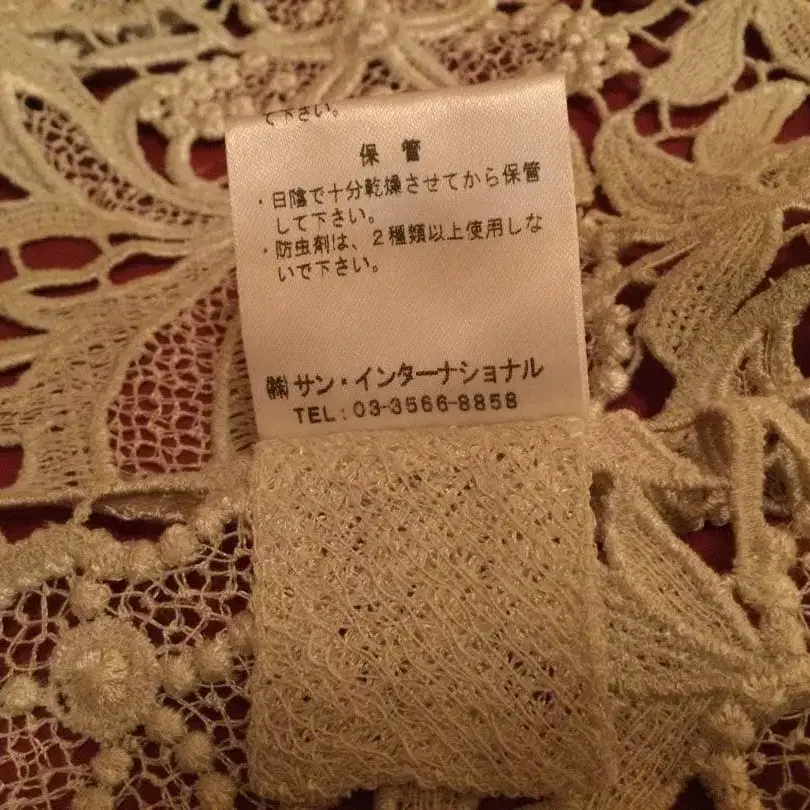 て下さい。
保管
・日陰で十分乾燥させてから保管
して下さい。
・防虫剤は、2種類以上使用しな
いで下さい。
㈱サン・インターナショナル
TEL:03-3566-8858